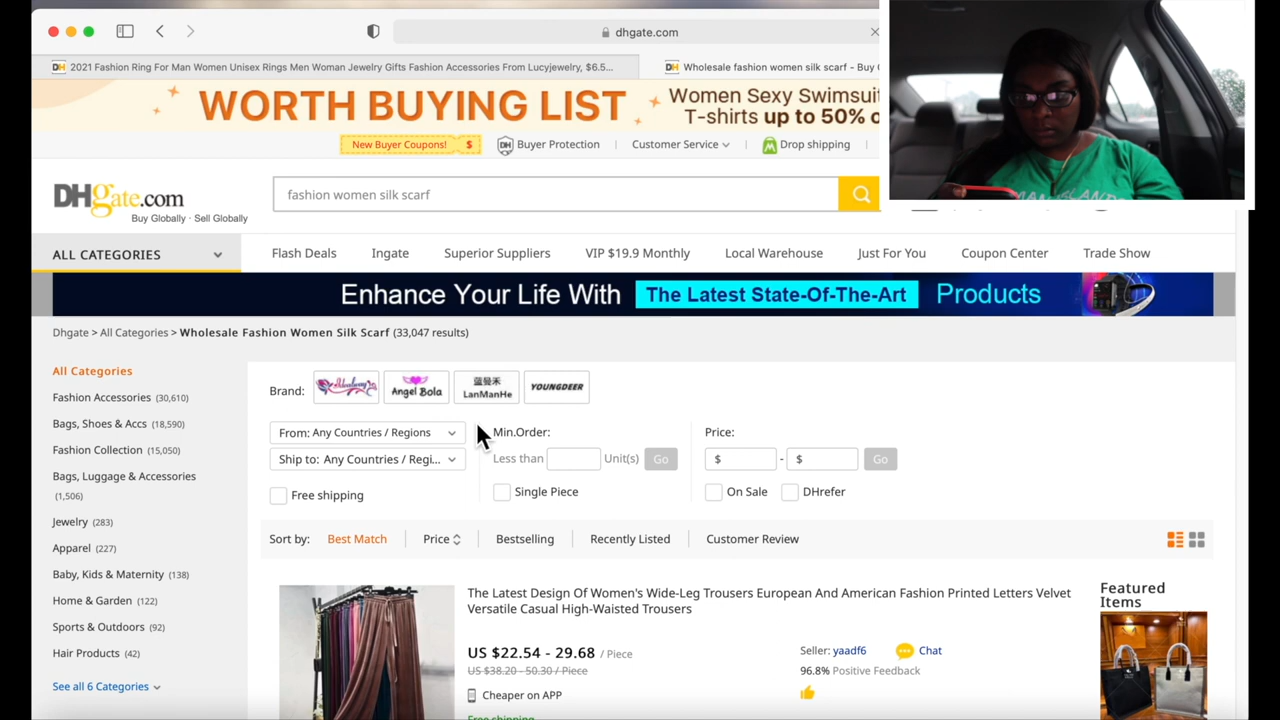 dhgate.com
2021 Fashion Ring For Man Women Unisex Rings Men Woman Jewelry Gifts Fashion Accessories From Lucyjewelry, $6.5...
Wholesale fashion women silk scarf - Buy
WORTH BUYING LIST
Women Sexy Swimsui
T-shirts up to 50% o
New Buyer Coupons! $
Buyer Protection
Customer Service
Drop shipping
DHgate.com
Buy Globally · Sell Globally
fashion women silk scarf
ALL CATEGORIES
Flash Deals
Ingate
Superior Suppliers
VIP $19.9 Monthly
Local Warehouse
Just For You
Coupon Center
Trade Show
Enhance Your Life With The Latest State-Of-The-Art Products
Dhgate > All Categories > Wholesale Fashion Women Silk Scarf (33,047 results)
All Categories
Fashion Accessories (30,610)
Bags, Shoes & Accs (18,590)
Fashion Collection (15,050)
Bags, Luggage & Accessories
(1,506)
Jewelry (283)
Apparel (227)
Baby, Kids & Maternity (138)
Home & Garden (122)
Sports & Outdoors (92)
Hair Products (42)
See all 6 Categories
Brand:
Angel Bola
蓝曼禾
LanManHe
YOUNGDEER
From: Any Countries / Regions
Ship to: Any Countries / Regi...
Free shipping
Min.Order:
Less than
Unit(s)
Go
Single Piece
Price:
$ - $
Go
On Sale
DHrefer
Sort by:
Best Match
Price
Bestselling
Recently Listed
Customer Review
The Latest Design Of Women's Wide-Leg Trousers European And American Fashion Printed Letters Velvet
Versatile Casual High-Waisted Trousers
US $22.54 - 29.68 / Piece
US $38.20 - 50.30 / Piece
Cheaper on APP
Free shipping
Seller: yaadf6
Chat
96.8% Positive Feedback
Featured
Items